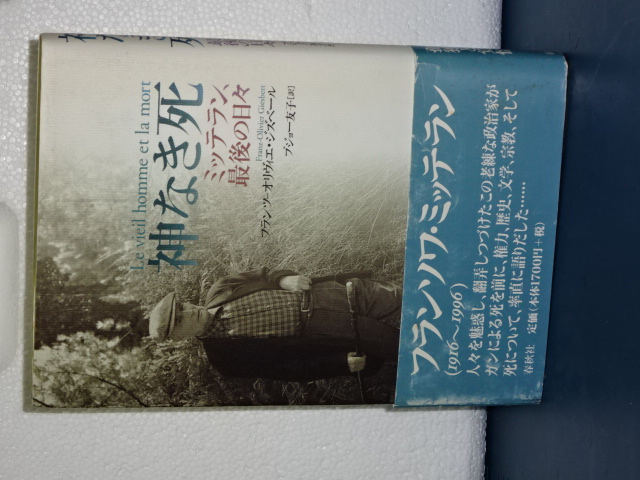 Le vieil homme et la mort
神なき死
ミッテラン、
最後の日々
Franz-Olivier Giesbert
フランツ=オリヴィエ・ジズベール
プショー友子［訳］
フランソワ・ミッテラン
(1916～1996)
人々を魅惑し、翻弄しつづけたこの老練な政治家が
ガンによる死を前に、権力、歴史、文学、宗教、そして
死について、率直に語りだした……
春秋社　定価(本体1700円+税)